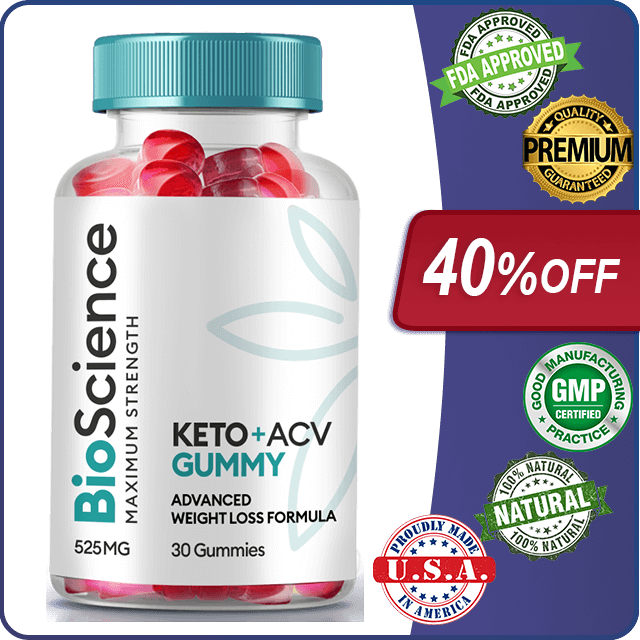 BioScience
MAXIMUM STRENGTH
525MG
KETO+ACV
GUMMY
ADVANCED
WEIGHT LOSS FORMULA
30 Gummies
FDA APPROVED
FDA APPROVED
FDA APPROVED
QUALITY
PREMIUM
GUARANTEED
40%OFF
GOOD MANUFACTURING
GMP
CERTIFIED
PRACTICE
100% NATURAL
NATURAL
100% NATURAL
PROUDLY MADE
U.S.A.
IN AMERICA